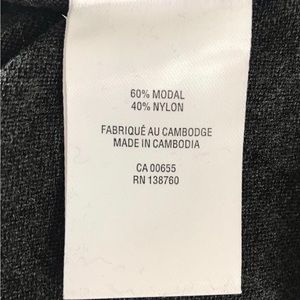 60% MODAL
40% NYLON
FABRIQUÉ AU CAMBODGE
MADE IN CAMBODIA
CA 00655
RN 138760